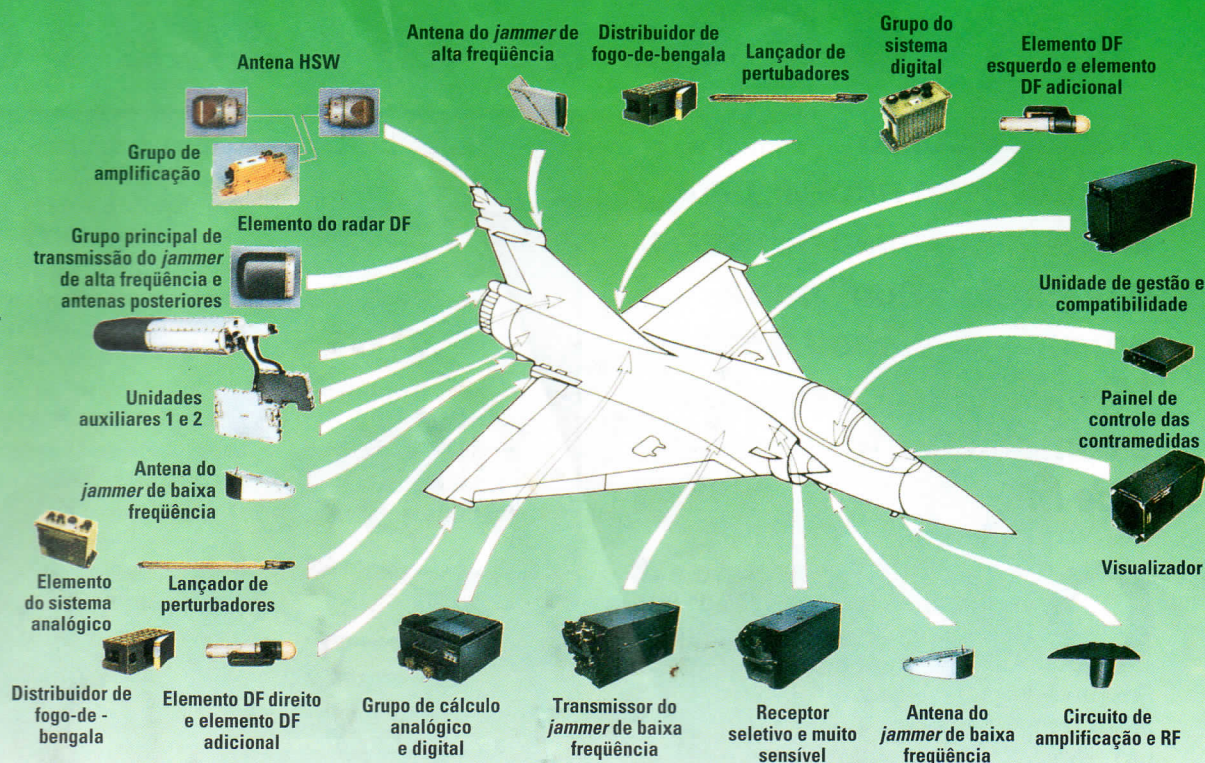 Antena HSW
Antena do jammer de
alta freqüência
Distribuidor de
fogo-de-bengala
Lançador de
pertubadores
Grupo do
sistema
digital
Elemento DF
esquerdo e elemento
DF adicional
Grupo de
amplificação
Elemento do radar DF
Grupo principal de
transmissão do jammer
de alta freqüência e
antenas posteriores
Unidade de gestão e
compatibilidade
Unidades
auxiliares 1 e 2
Painel de
controle das
contramedidas
Antena do
jammer de baixa
freqüência
Visualizador
Elemento
do sistema
analógico
Lançador de
perturbadores
Distribuidor de
fogo-de -
bengala
Elemento DF direito
e elemento DF
adicional
Grupo de cálculo
analógico
e digital
Transmissor do
jammer de baixa
freqüência
Receptor
seletivo e muito
sensível
Antena do
jammer de baixa
freqüência
Circuito de
amplificação e RF